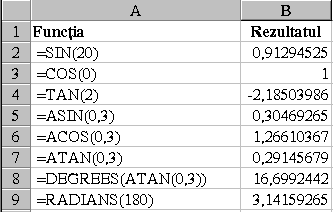 A B
1 Funcţia Rezultatul
2 =SIN(20) 0,91294525
3 =COS(0) 1
4 =TAN(2) -2,18503986
5 =ASIN(0,3) 0,30469265
6 =ACOS(0,3) 1,26610367
7 =ATAN(0,3) 0,29145679
8 =DEGREES(ATAN(0,3)) 16,6992442
9 =RADIANS(180) 3,14159265